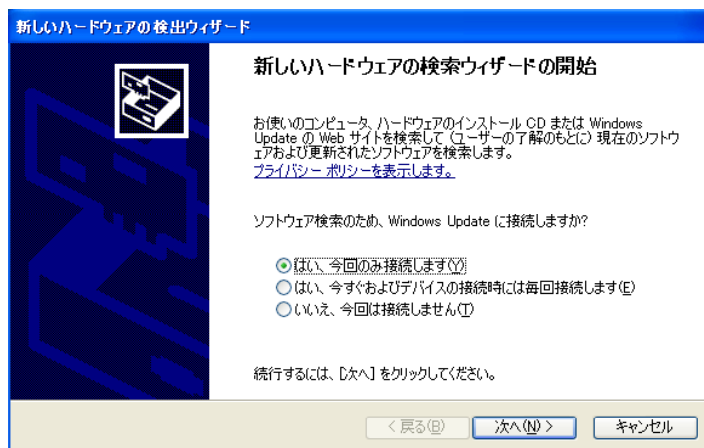 新しいハードウェアの検出ウィザード
新しいハードウェアの検索ウィザードの開始
お使いのコンピュータ、ハードウェアのインストール CD または Windows
Update の Web サイトを検索して (ユーザーの了解のもとに) 現在のソフトウ
ェアおよび更新されたソフトウェアを検索します。
プライバシー ポリシーを表示します。
ソフトウェア検索のため、Windows Update に接続しますか?
はい、今回のみ接続します(Y)
はい、今すぐおよびデバイスの接続時には毎回接続します(E)
いいえ、今回は接続しません(T)
続行するには、[次へ] をクリックしてください。
< 戻る(B) 次へ(N) > キャンセル